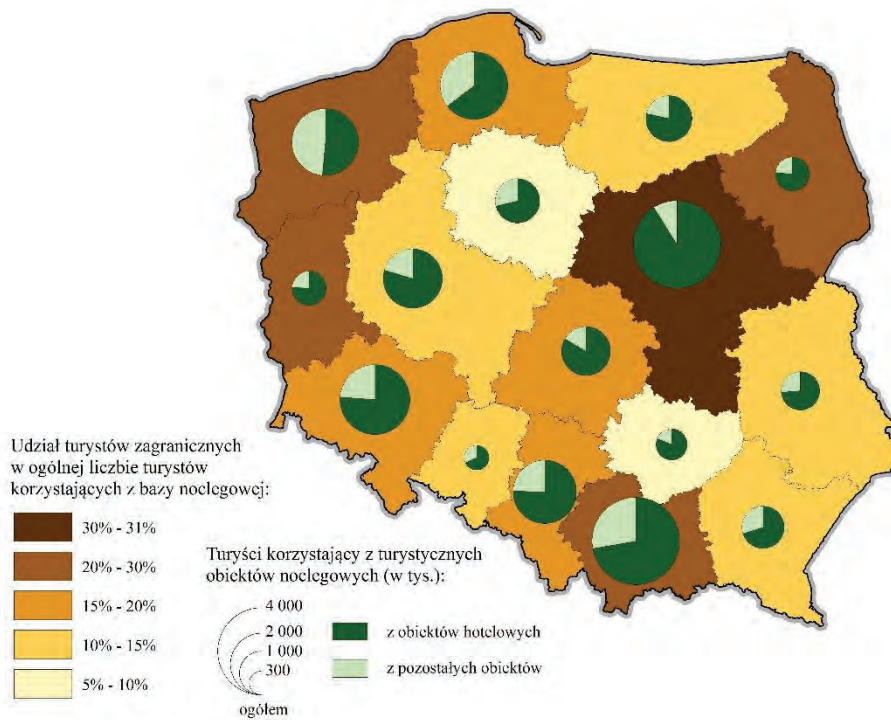 Udział turystów zagranicznych
w ogólnej liczbie turystów
korzystających z bazy noclegowej:
30% - 31%
20% - 30%
15% - 20%
10% - 15%
5% - 10%
Turyści korzystający z turystycznych
obiektów noclegowych (w tys.):
4 000
2 000
1 000
300
ogółem
z obiektów hotelowych
z pozostałych obiektów